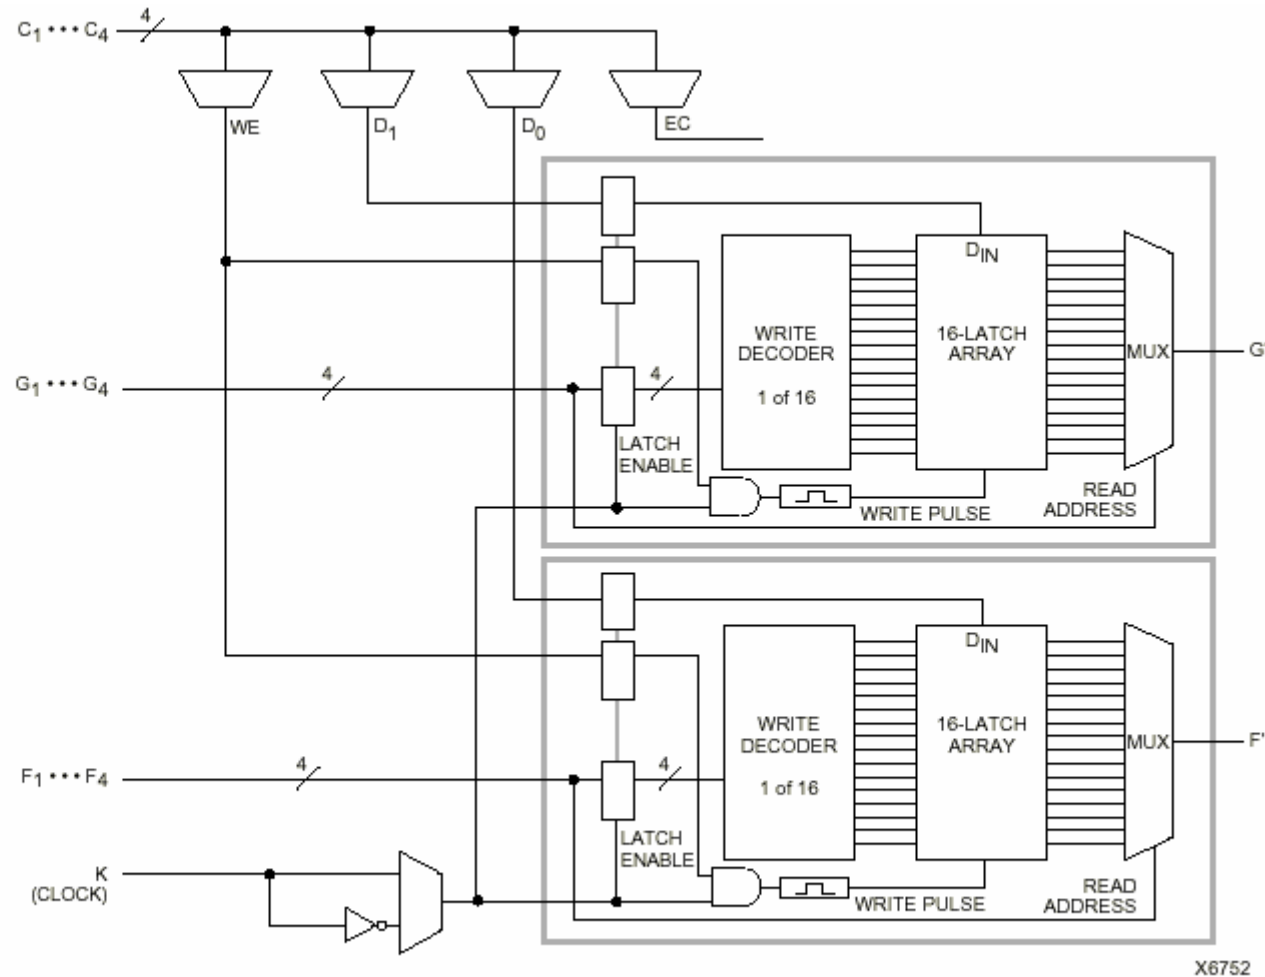 C1 ••• C4
4
WE
D1
D0
EC
DIN
WRITE
DECODER
1 of 16
16-LATCH
ARRAY
MUX
G'
G1 ••• G4
4
4
LATCH
ENABLE
WRITE PULSE
READ
ADDRESS
DIN
WRITE
DECODER
1 of 16
16-LATCH
ARRAY
MUX
F'
F1 ••• F4
4
4
LATCH
ENABLE
WRITE PULSE
READ
ADDRESS
K
(CLOCK)
X6752